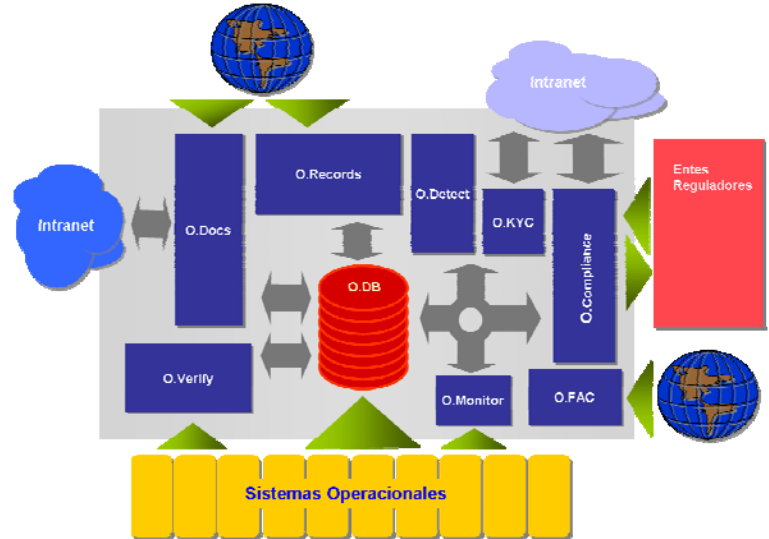 Intranet
Entes
Reguladores
O.Records
O.Detect
O.KYC
Intranet
O.Docs
O.Compliance
O.DB
O.Verify
O.Monitor
O.FAC
Sistemas Operacionales